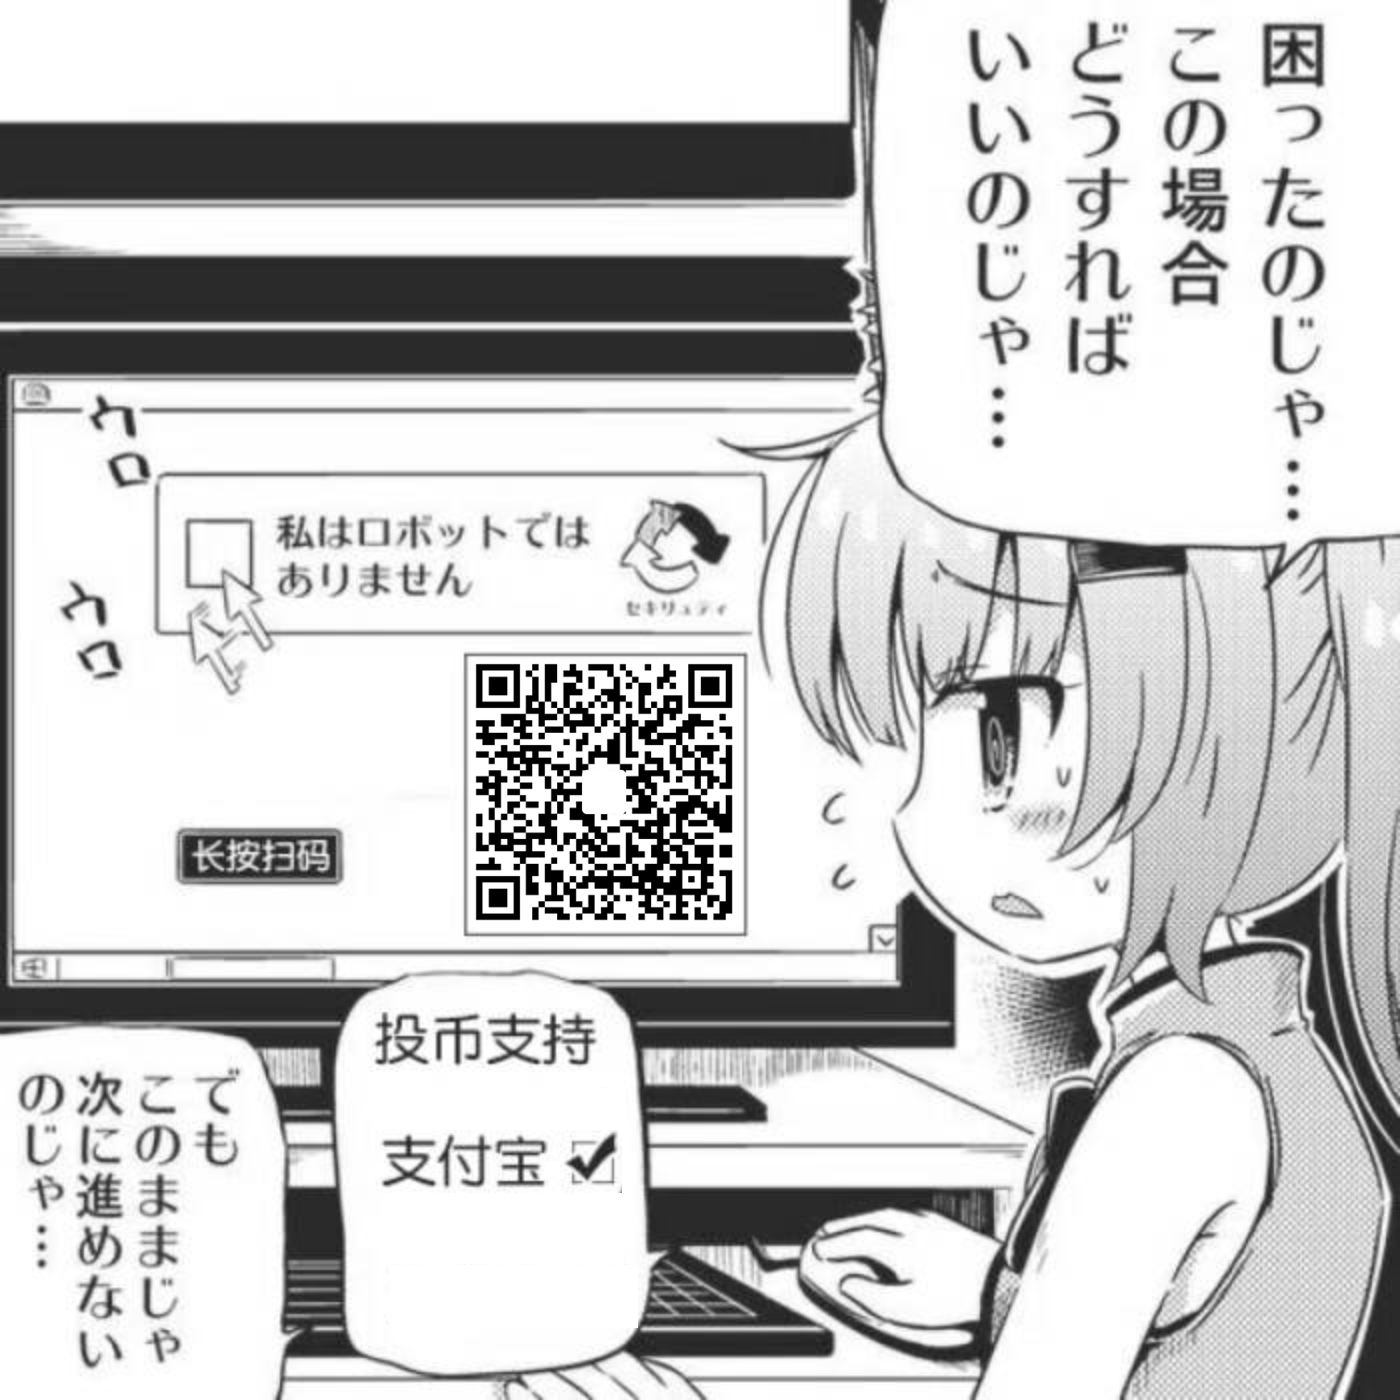 困ったのじゃ…
この場合
どうすれば
いいのじゃ…
ウロ
ウロ
私はロボットでは
ありません
セキリュティ
长按扫码
投币支持
支付宝
でも
このままじゃ
次に進めない
のじゃ…